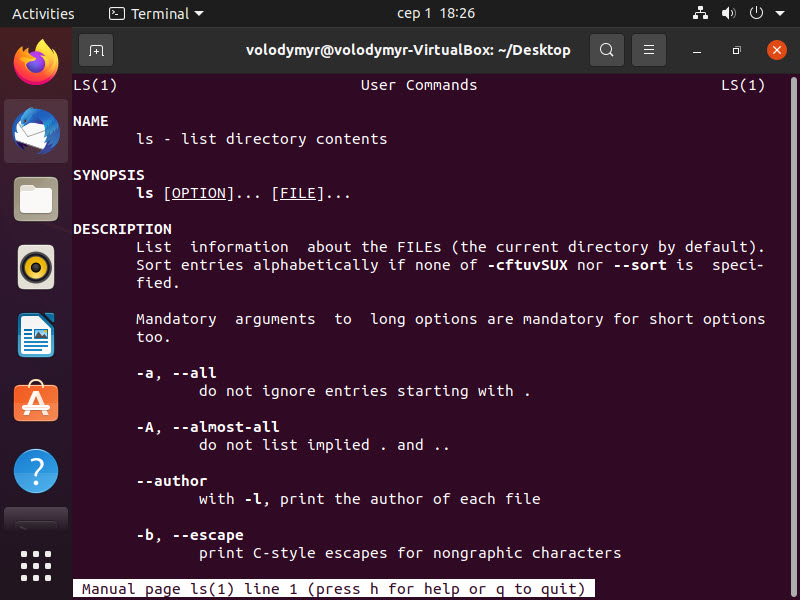 Activities Terminal сер 1 18:26
volodymyr@volodymyr-VirtualBox: ~/Desktop
LS(1) User Commands LS(1)
NAME
ls - list directory contents
SYNOPSIS
ls [OPTION]... [FILE]...
DESCRIPTION
List information about the FILEs (the current directory by default).
Sort entries alphabetically if none of -cftuvSUX nor --sort is speci-
fied.
Mandatory arguments to long options are mandatory for short options
too.
-a, --all
do not ignore entries starting with .
-A, --almost-all
do not list implied . and ..
--author
with -l, print the author of each file
-b, --escape
print C-style escapes for nongraphic characters
Manual page ls(1) line 1 (press h for help or q to quit)